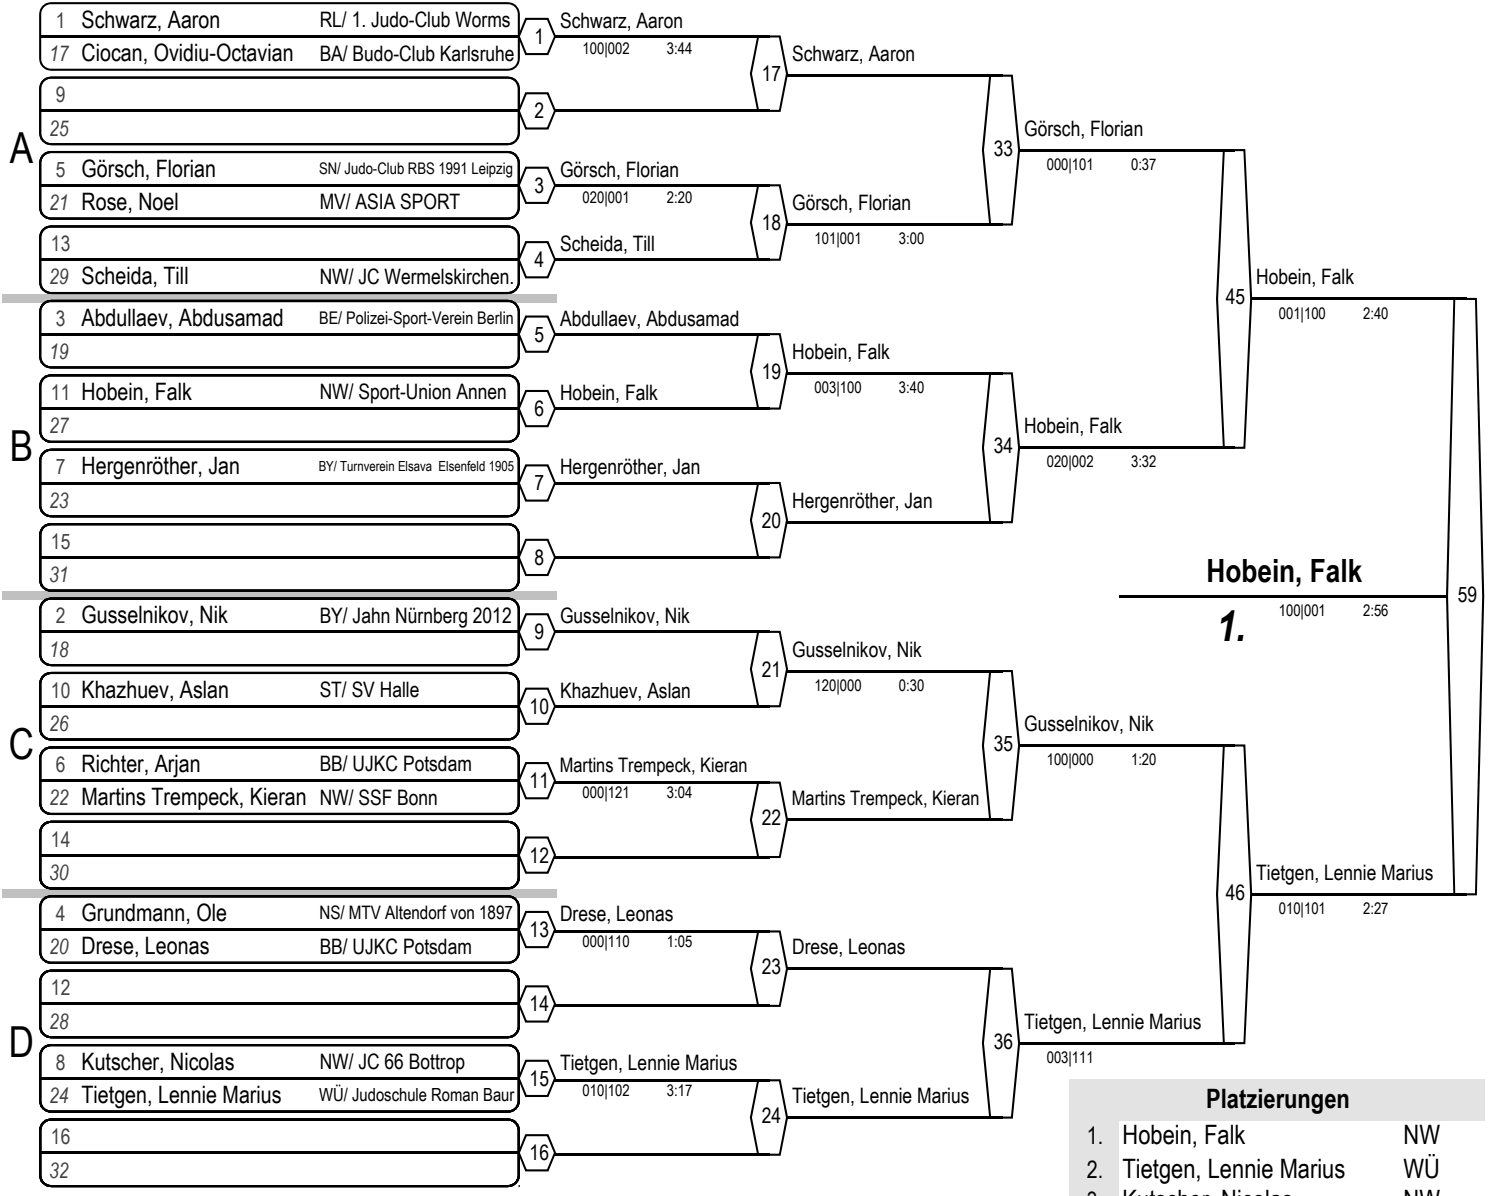 1 Schwarz, Aaron RL/ 1. Judo-Club Worms
17 Ciocan, Ovidiu-Octavian BA/ Budo-Club Karlsruhe
1
Schwarz, Aaron
100|002 3:44
9
25
2
17
Schwarz, Aaron
A
5 Görsch, Florian SN/ Judo-Club RBS 1991 Leipzig
21 Rose, Noel MV/ ASIA SPORT
3
Görsch, Florian
020|001 2:20
13
29 Scheida, Till NW/ JC Wermelskirchen.
4
Scheida, Till
18
Görsch, Florian
101|001 3:00
33
Görsch, Florian
000|101 0:37
3 Abdullaev, Abdusamad BE/ Polizei-Sport-Verein Berlin
19
5
Abdullaev, Abdusamad
11 Hobein, Falk NW/ Sport-Union Annen
27
6
Hobein, Falk
19
Hobein, Falk
003|100 3:40
B
7 Hergenröther, Jan BY/ Turnverein Elsava Elsenfeld 1905
23
7
Hergenröther, Jan
15
31
8
20
Hergenröther, Jan
34
Hobein, Falk
020|002 3:32
45
Hobein, Falk
001|100 2:40
2 Gusselnikov, Nik BY/ Jahn Nürnberg 2012
18
9
Gusselnikov, Nik
10 Khazhuev, Aslan ST/ SV Halle
26
10
Khazhuev, Aslan
21
Gusselnikov, Nik
120|000 0:30
C
6 Richter, Arjan BB/ UJKC Potsdam
22 Martins Trempeck, Kieran NW/ SSF Bonn
11
Martins Trempeck, Kieran
000|121 3:04
14
30
12
22
Martins Trempeck, Kieran
35
Gusselnikov, Nik
100|000 1:20
4 Grundmann, Ole NS/ MTV Altendorf von 1897
20 Drese, Leonas BB/ UJKC Potsdam
13
Drese, Leonas
000|110 1:05
12
28
14
23
Drese, Leonas
D
8 Kutscher, Nicolas NW/ JC 66 Bottrop
24 Tietgen, Lennie Marius WÜ/ Judoschule Roman Baur
15
Tietgen, Lennie Marius
010|102 3:17
16
32
16
24
Tietgen, Lennie Marius
36
Tietgen, Lennie Marius
003|111
46
Tietgen, Lennie Marius
010|101 2:27
59
Hobein, Falk
1. 100|001 2:56
Platzierungen
1. Hobein, Falk NW
2. Tietgen, Lennie Marius WÜ
3. Kutscher, Nicolas NW